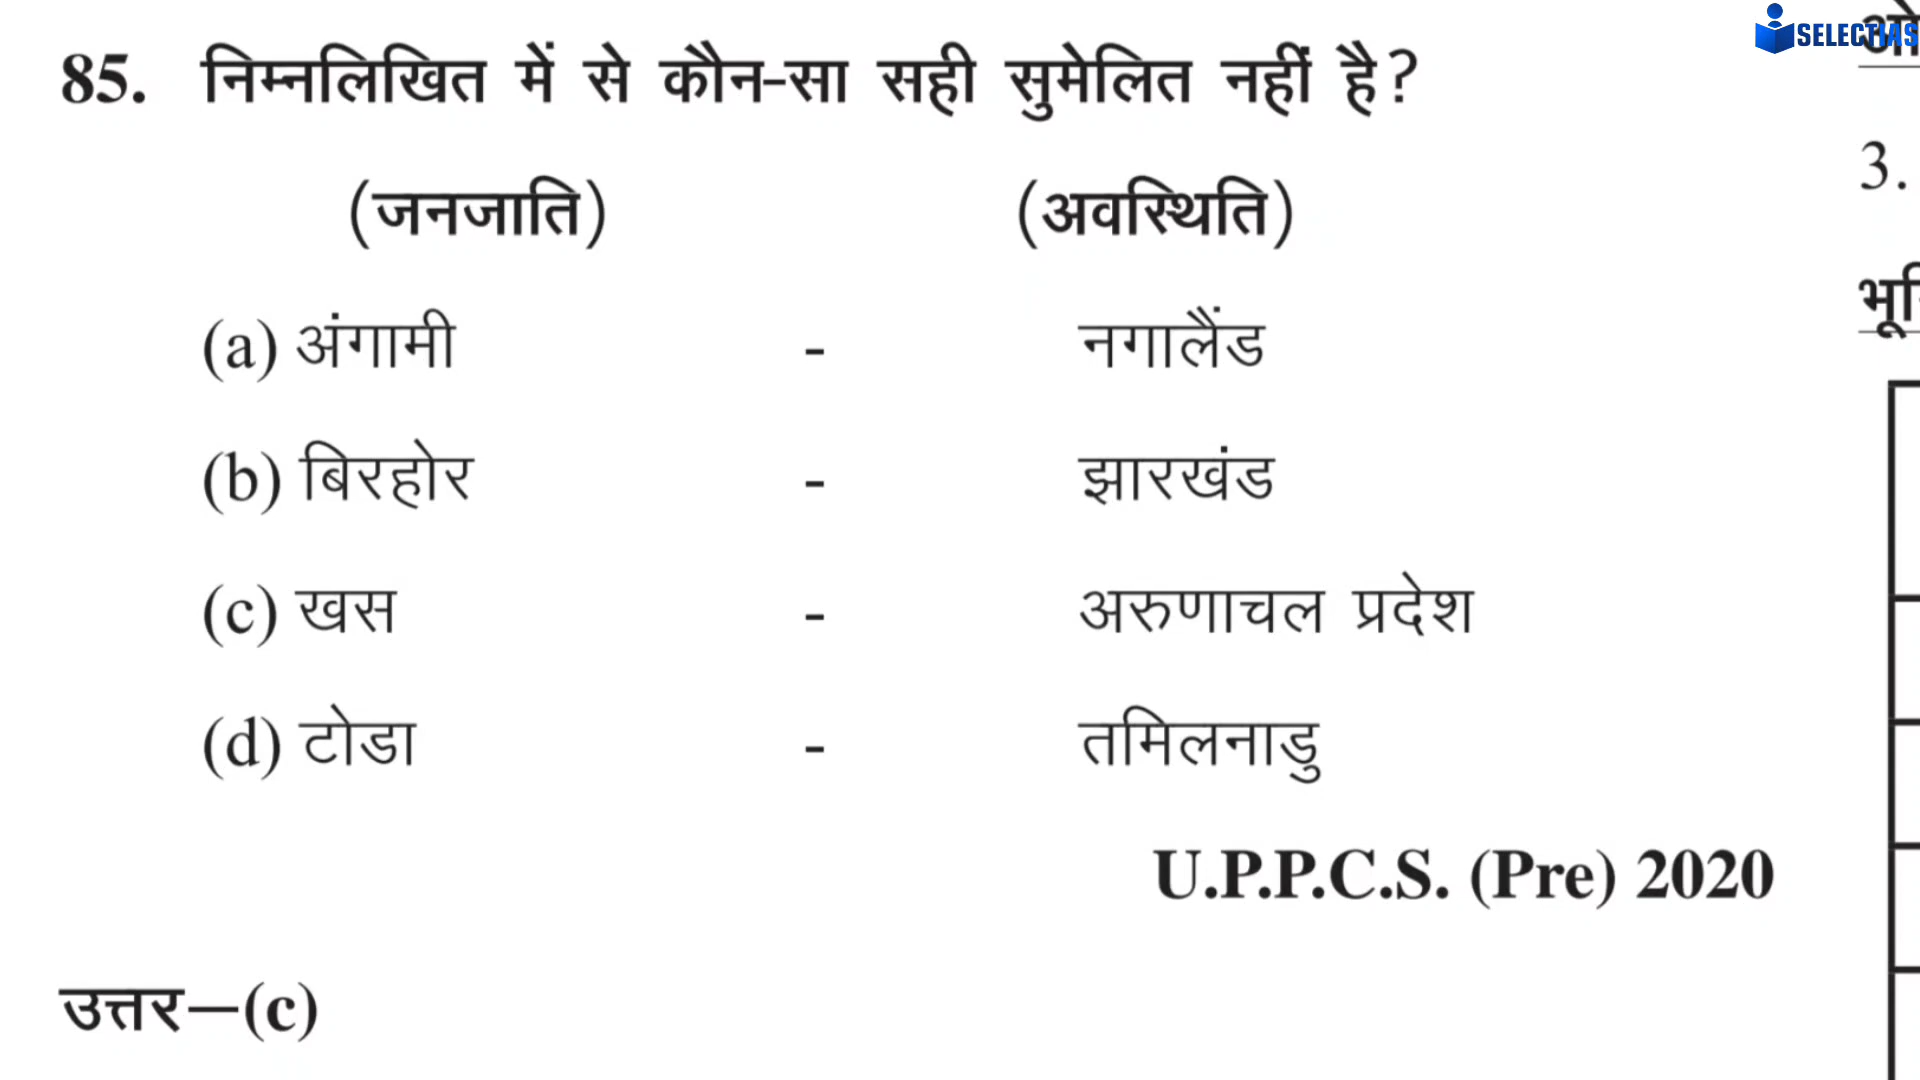 SELECTIAS
85. निम्नलिखित में से कौन-सा सही सुमेलित नहीं है?
3.
(जनजाति) (अवस्थिति)
(a) अंगामी - नगालैंड
(b) बिरहोर - झारखंड
(c) खस - अरुणाचल प्रदेश
(d) टोडा - तमिलनाडु
U.P.P.C.S. (Pre) 2020
उत्तर—(c)